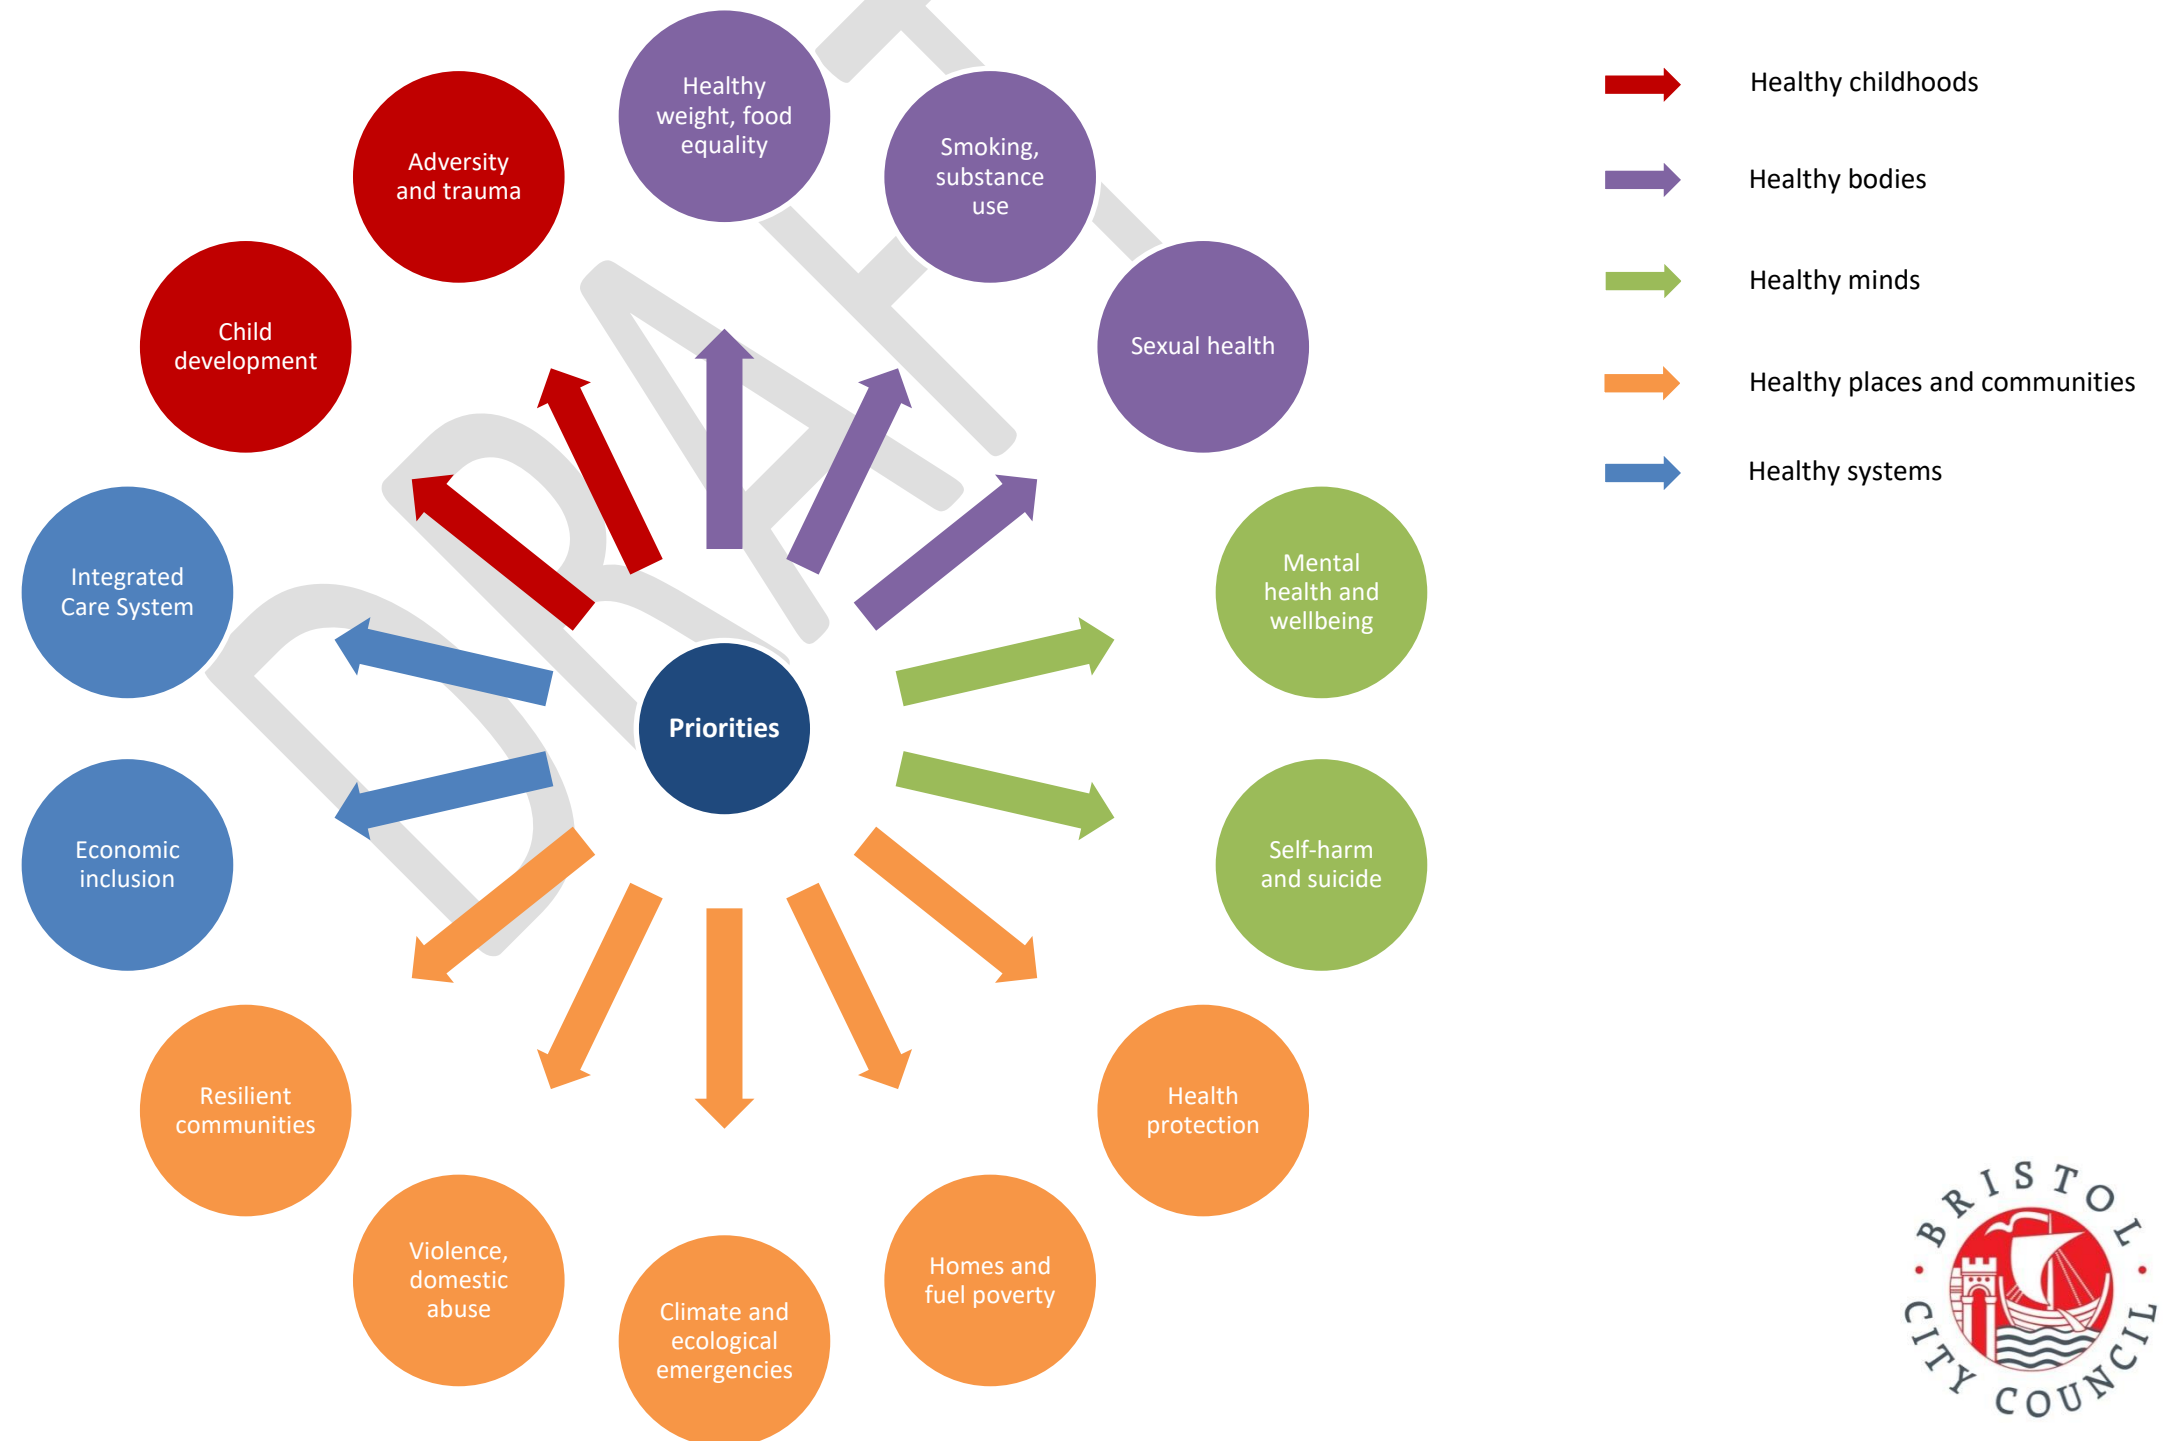 Healthy
weight, food
equality
Smoking,
substance
use
Sexual health
Mental
health and
wellbeing
Self-harm
and suicide
Health
protection
Homes and
fuel poverty
Climate and
ecological
emergencies
Violence,
domestic
abuse
Resilient
communities
Economic
inclusion
Integrated
Care System
Child
development
Adversity
and trauma
Priorities
Healthy childhoods
Healthy bodies
Healthy minds
Healthy places and communities
Healthy systems
DRAFT
BRISTOL
CITY COUNCIL